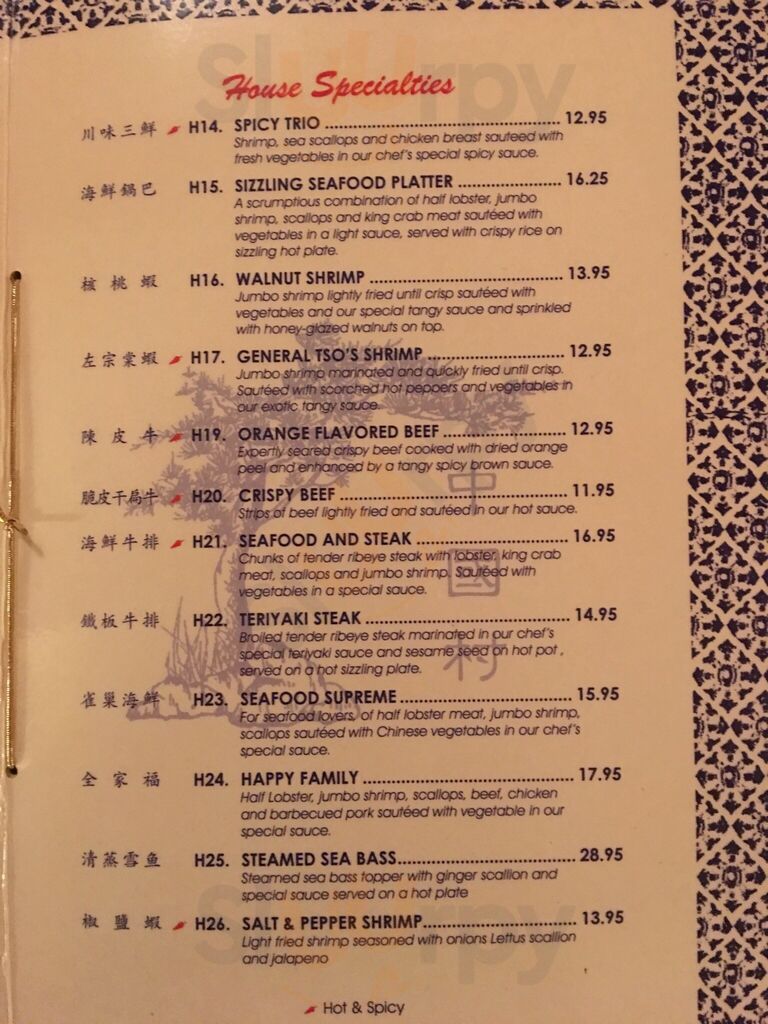 House Specialties
川味三鮮 H14. SPICY TRIO ........ 12.95
Shrimp, sea scallops and chicken breast sauteed with
fresh vegetables in our chef's special spicy sauce.
海鮮鍋巴 H15. SIZZLING SEAFOOD PLATTER ........ 16.25
A scrumptious combination of half lobster, jumbo
shrimp, scallops and king crab meat sautéed with
vegetables in a light sauce, served with crispy rice on
sizzling hot plate.
核桃蝦 H16. WALNUT SHRIMP ........ 13.95
Jumbo shrimp lightly fried until crisp sautéed with
vegetables and our special tangy sauce and sprinkled
with honey-glazed walnuts on top.
左宗棠蝦 H17. GENERAL TSO'S SHRIMP ........ 12.95
Jumbo shrimp marinated and quickly fried until crisp.
Sautéed with scorched hot peppers and vegetables in
our exotic tangy sauce.
陳皮牛 H19. ORANGE FLAVORED BEEF ........ 12.95
Expertly seared crispy beef cooked with dried orange
peel and enhanced by a tangy spicy brown sauce.
脆皮干扁牛 H20. CRISPY BEEF ........ 11.95
Strips of beef lightly fried and sautéed in our hot sauce.
海鮮牛排 H21. SEAFOOD AND STEAK ........ 16.95
Chunks of tender ribeye steak with lobster, king crab
meat, scallops and jumbo shrimp. Sautéed with
vegetables in a special sauce.
鐵板牛排 H22. TERIYAKI STEAK ........ 14.95
Broiled tender ribeye steak marinated in our chef's
special teriyaki sauce and sesame seed on hot pot ,
served on a hot sizzling plate.
雀巢海鮮 H23. SEAFOOD SUPREME ........ 15.95
For seafood lovers, of half lobster meat, jumbo shrimp,
scallops sautéed with Chinese vegetables in our chef's
special sauce.
全家福 H24. HAPPY FAMILY ........ 17.95
Half Lobster, jumbo shrimp, scallops, beef, chicken
and barbecued pork sautéed with vegetable in our
special sauce.
清蒸雪魚 H25. STEAMED SEA BASS ........ 28.95
Steamed sea bass topper with ginger scallion and
special sauce served on a hot plate
椒鹽蝦 H26. SALT & PEPPER SHRIMP ........ 13.95
Light fried shrimp seasoned with onions Lettus scallion
and jalapeno
Hot & Spicy
中國村